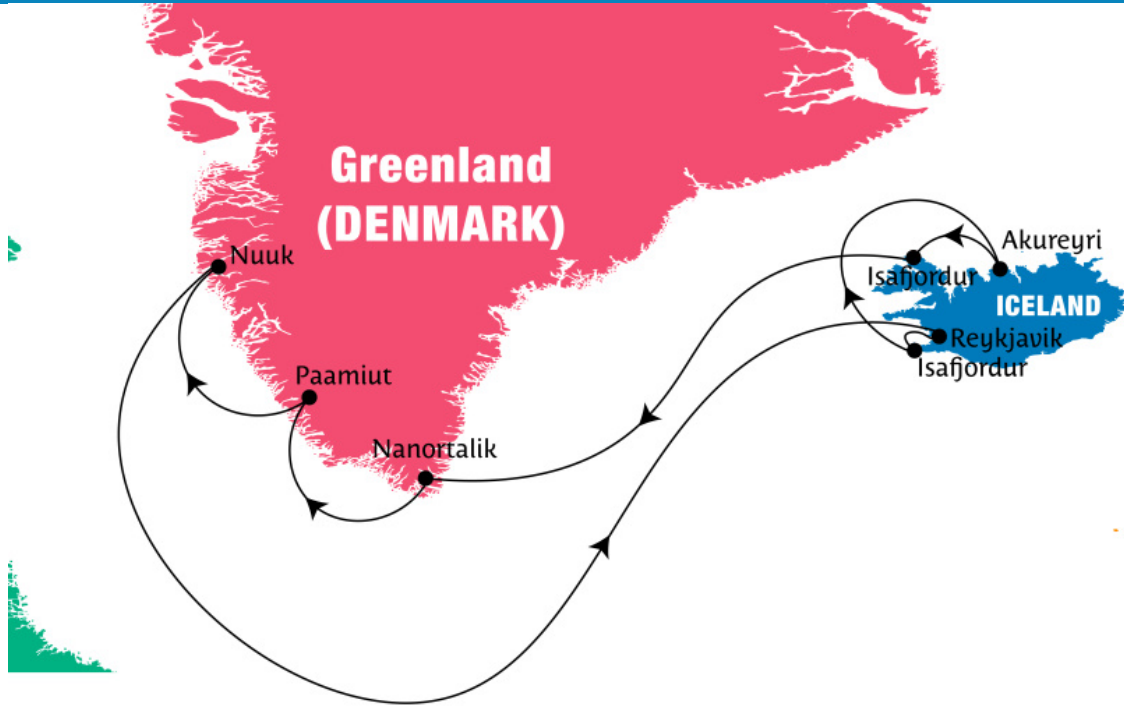 Greenland
(DENMARK)
Nuuk
Akureyri
Isafjordur
ICELAND
Reykjavik
Isafjordur
Paamiut
Nanortalik